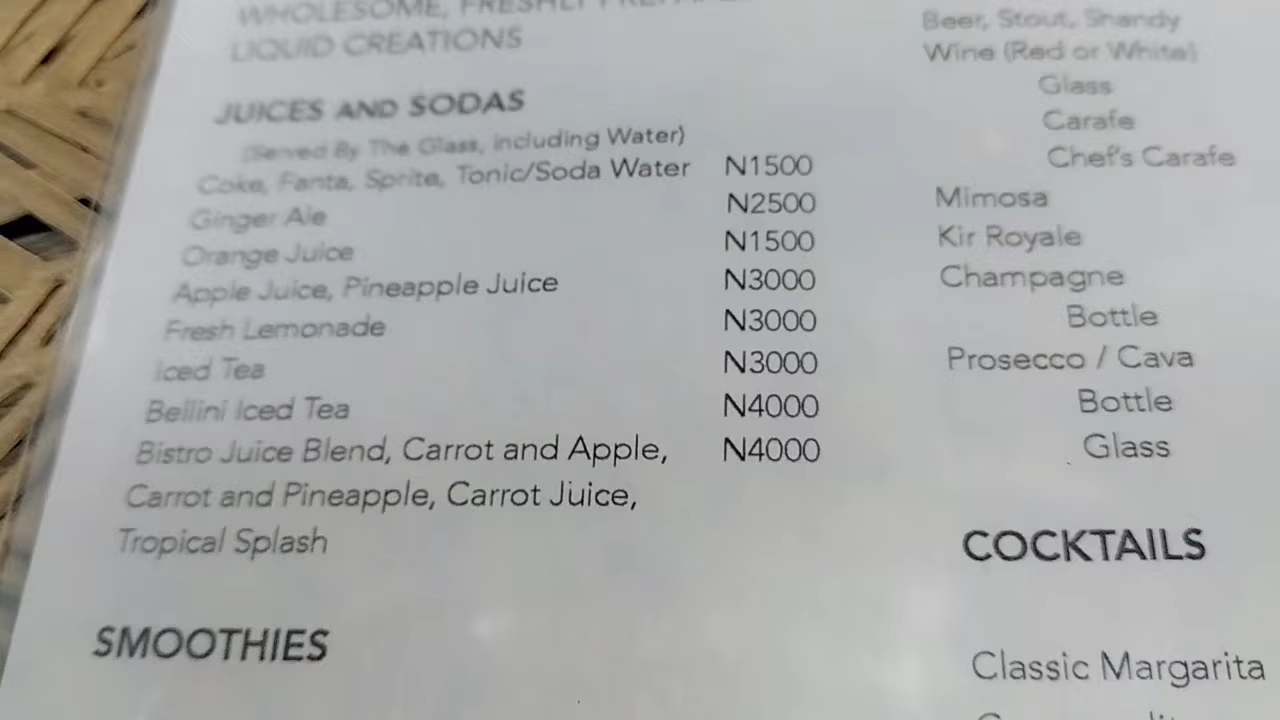 WHOLESOME, FRESHLY
LIQUID CREATIONS
JUICES AND SODAS
(Served By The Glass, including Water)
Coke, Fanta, Sprite, Tonic/Soda Water N1500
Ginger Ale N2500
Orange Juice N1500
Apple Juice, Pineapple Juice N3000
Fresh Lemonade N3000
Iced Tea N3000
Bellini Iced Tea N4000
Bistro Juice Blend, Carrot and Apple, N4000
Carrot and Pineapple, Carrot Juice,
Tropical Splash
SMOOTHIES
Beer, Stout, Shandy
Wine (Red or White)
Glass
Carafe
Chef's Carafe
Mimosa
Kir Royale
Champagne
Bottle
Prosecco / Cava
Bottle
Glass
COCKTAILS
Classic Margarita